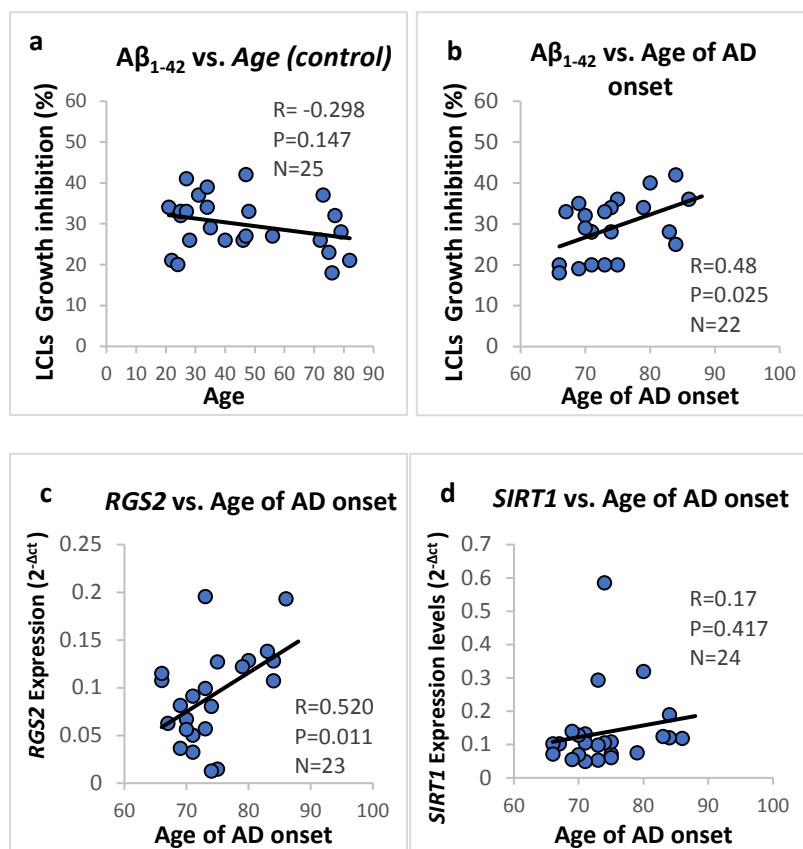 a
Aβ1-42 vs. Age (control)
LCLs Growth inhibition (%)
60
50
40
30
20
10
0
R= -0.298
P=0.147
N=25
0 10 20 30 40 50 60 70 80 90
Age
b
Aβ1-42 vs. Age of AD
onset
LCLs Growth inhibition (%)
60
50
40
30
20
10
0
R=0.48
P=0.025
N=22
60 70 80 90 100
Age of AD onset
c
RGS2 vs. Age of AD onset
RGS2 Expression (2-Δct)
0.25
0.2
0.15
0.1
0.05
0
R=0.520
P=0.011
N=23
60 70 80 90 100
Age of AD onset
d
SIRT1 vs. Age of AD onset
SIRT1 Expression levels (2-Δct)
0.7
0.6
0.5
0.4
0.3
0.2
0.1
0
R=0.17
P=0.417
N=24
60 70 80 90 100
Age of AD onset